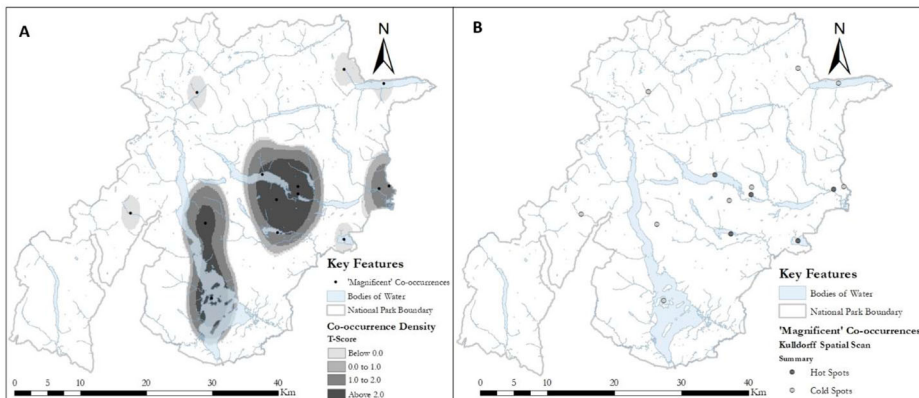 A
N
Key Features
'Magnificent' Co-occurrences
Bodies of Water
National Park Boundary
Co-occurrence Density
T-Score
Below 0.0
0.0 to 1.0
1.0 to 2.0
Above 2.0
0 10 20 30 40 Km
B
N
Key Features
Bodies of Water
National Park Boundary
'Magnificent' Co-occurrences
Kulldorff Spatial Scan
Summary
Hot Spots
Cold Spots
0 10 20 30 40 Km